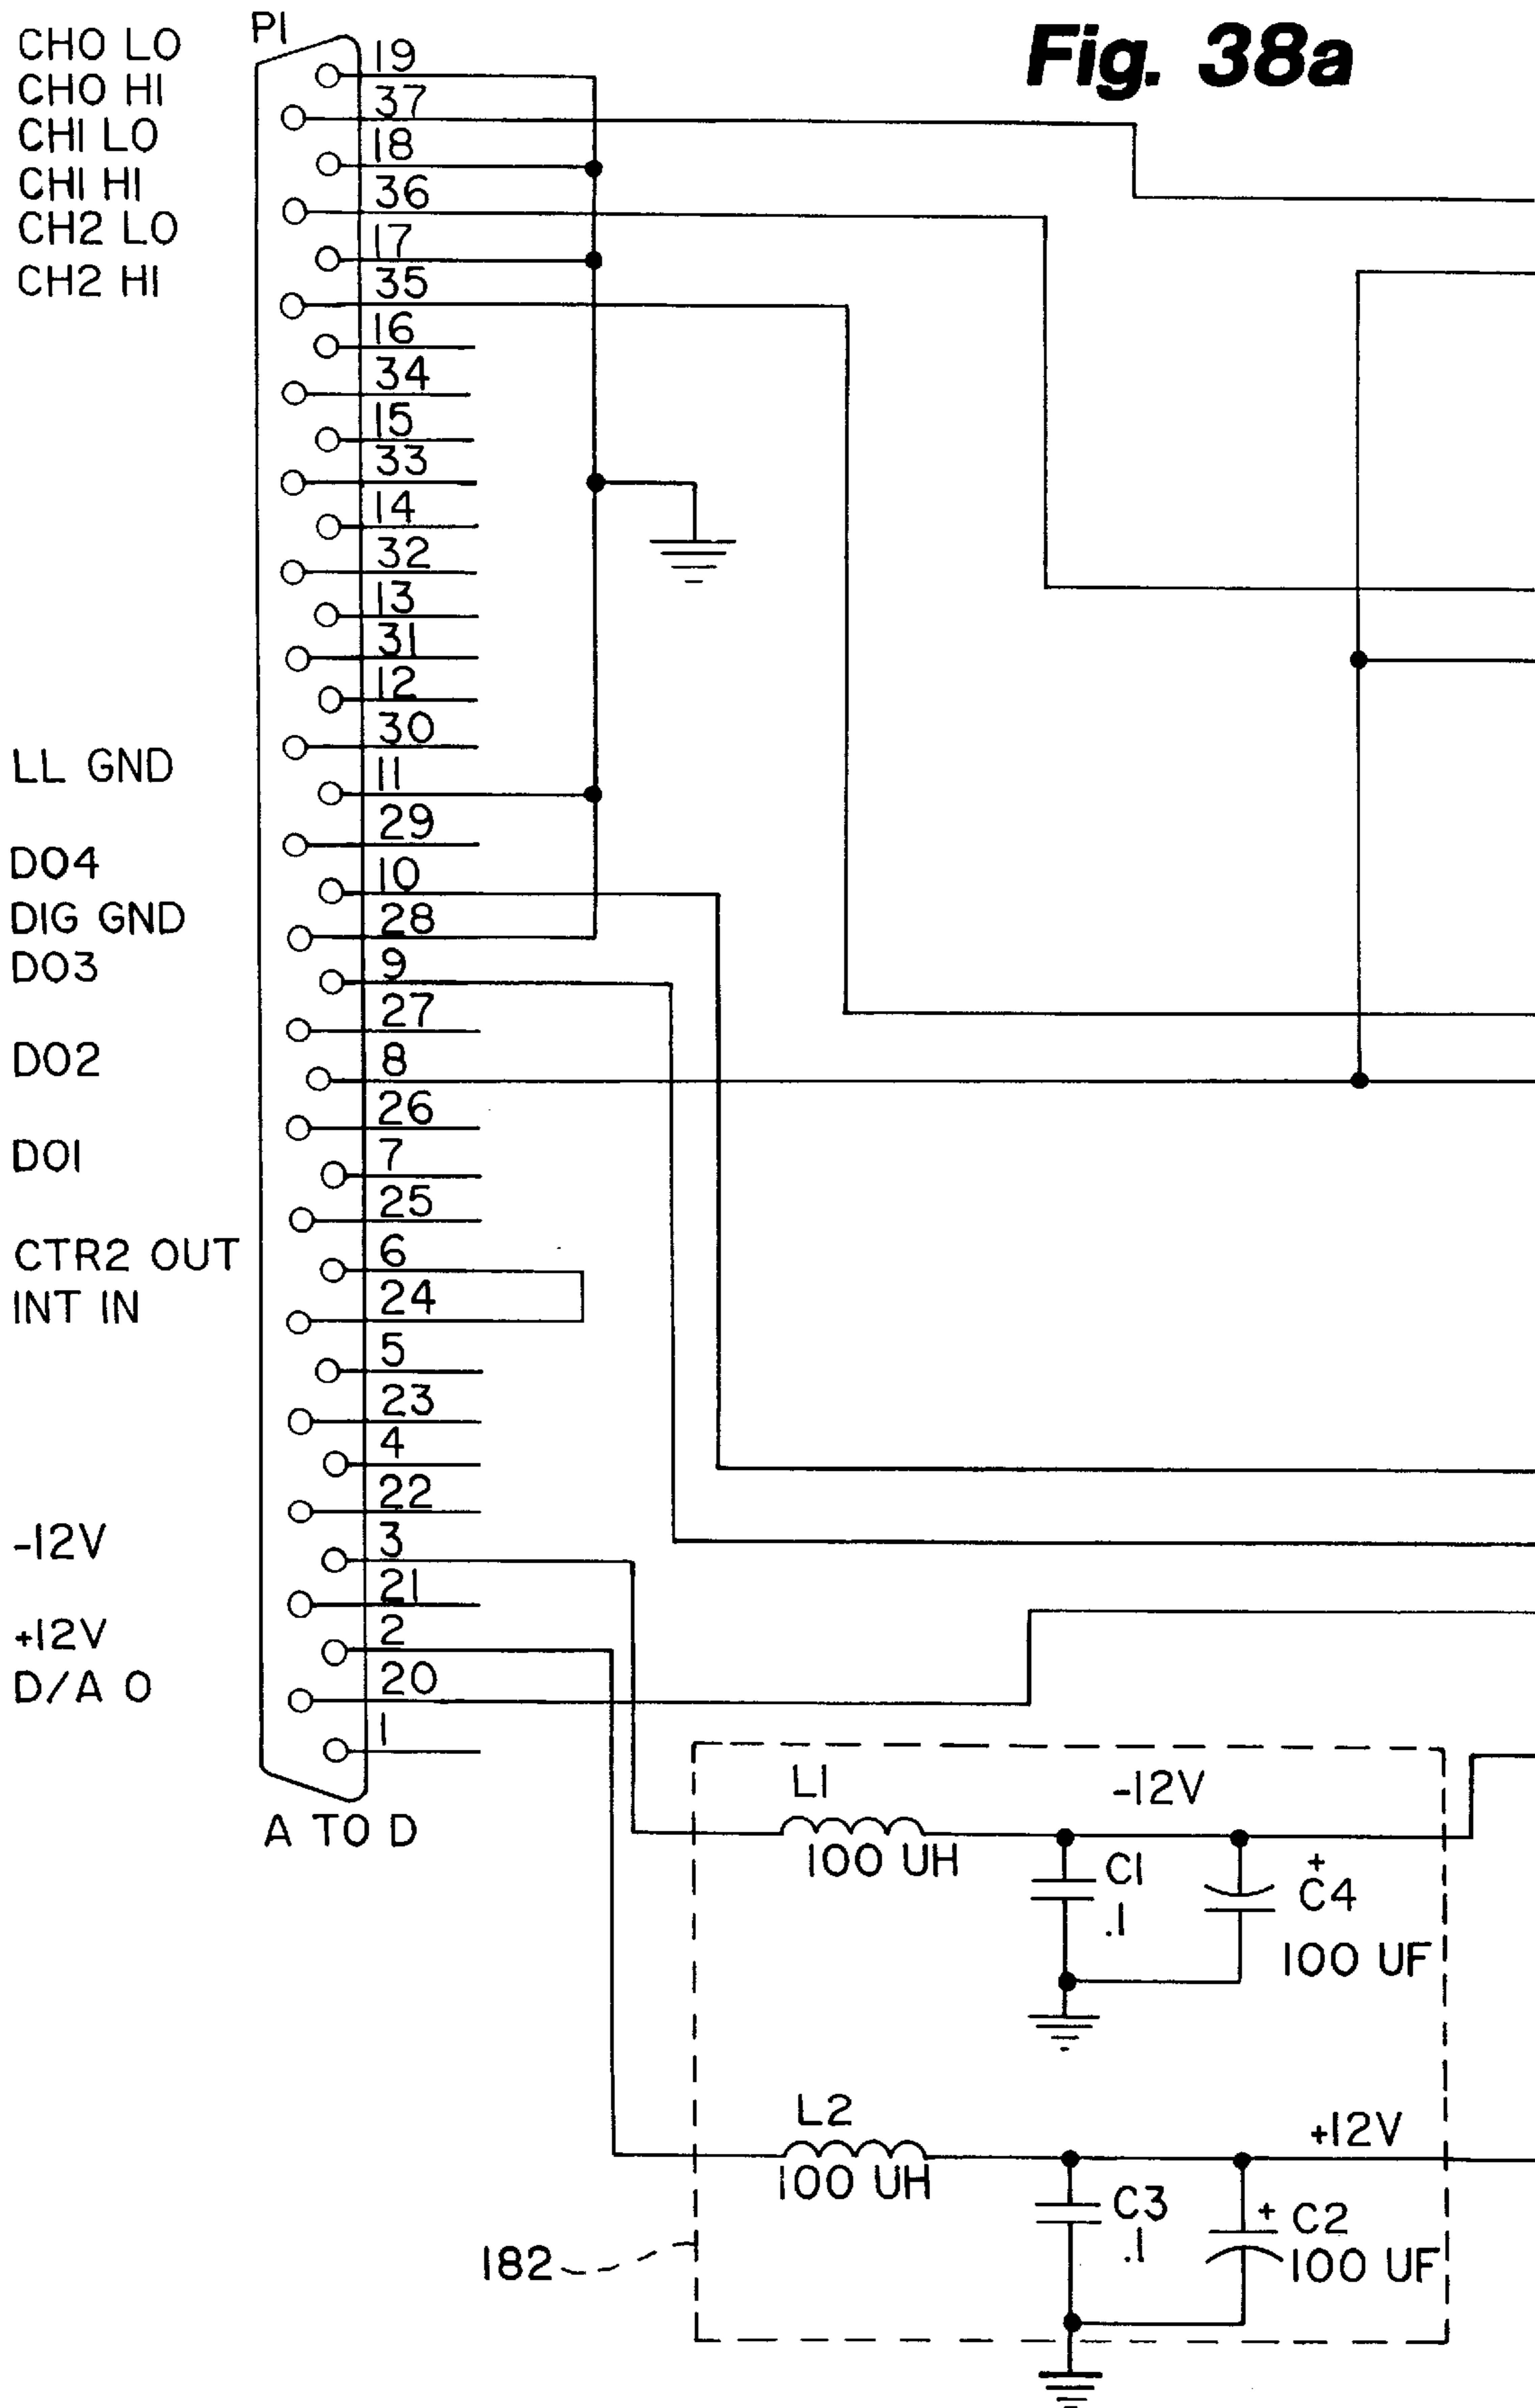 P1
Fig. 38a
CH0 LO
19
CH0 HI
37
CH1 LO
18
CH1 HI
36
CH2 LO
17
CH2 HI
35
16
34
15
33
14
32
13
31
12
30
LL GND
11
29
DO4
10
DIG GND
28
DO3
9
27
DO2
8
26
DO1
7
25
CTR2 OUT
6
INT IN
24
5
23
4
22
-12V
3
21
+12V
2
D/A 0
20
1
A TO D
L1
-12V
100 UH
C1
.1
+
C4
100 UF
L2
+12V
100 UH
C3
.1
+ C2
100 UF
182